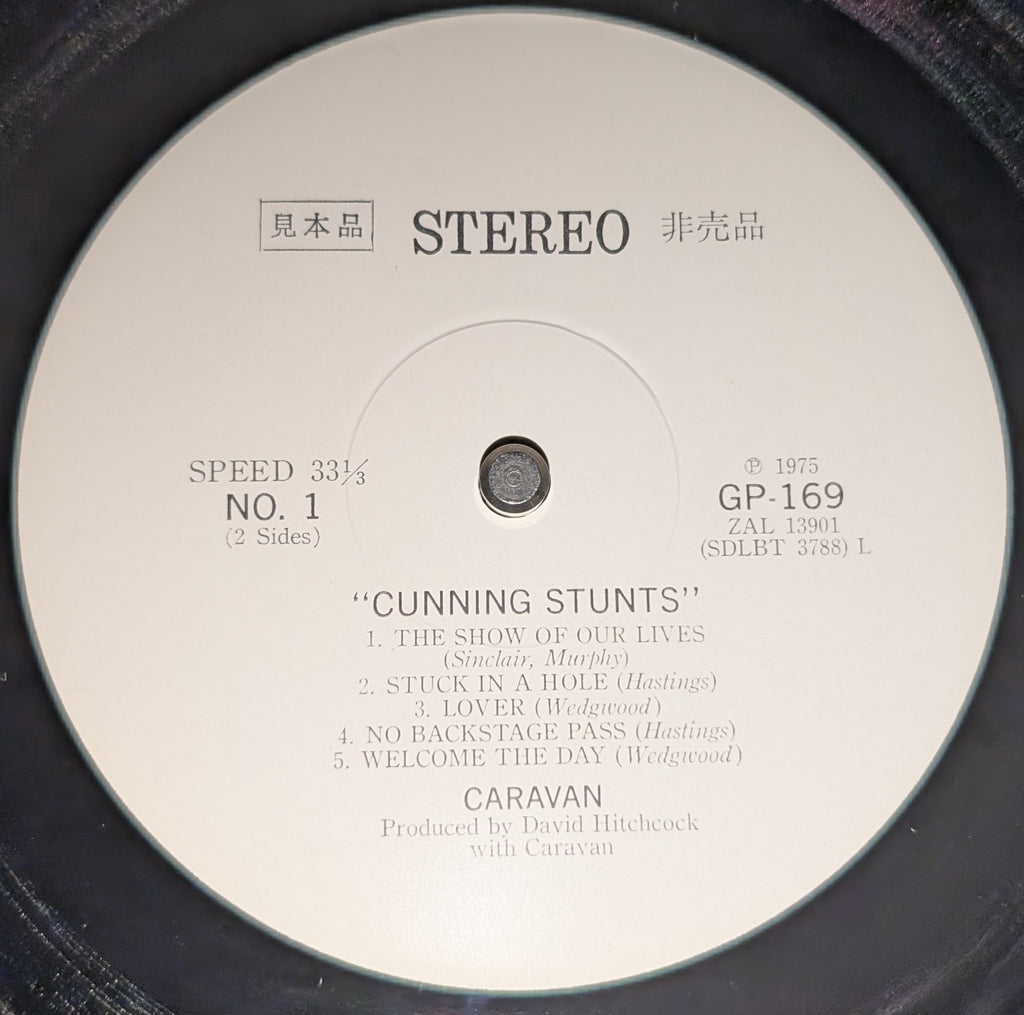 見本品 STEREO 非売品
SPEED 33⅓
NO. 1
(2 Sides)
℗ 1975
GP-169
ZAL 13901
(SDLBT 3788) L
“CUNNING STUNTS”
1. THE SHOW OF OUR LIVES
(Sinclair, Murphy)
2. STUCK IN A HOLE (Hastings)
3. LOVER (Wedgwood)
4. NO BACKSTAGE PASS (Hastings)
5. WELCOME THE DAY (Wedgwood)
CARAVAN
Produced by David Hitchcock
with Caravan